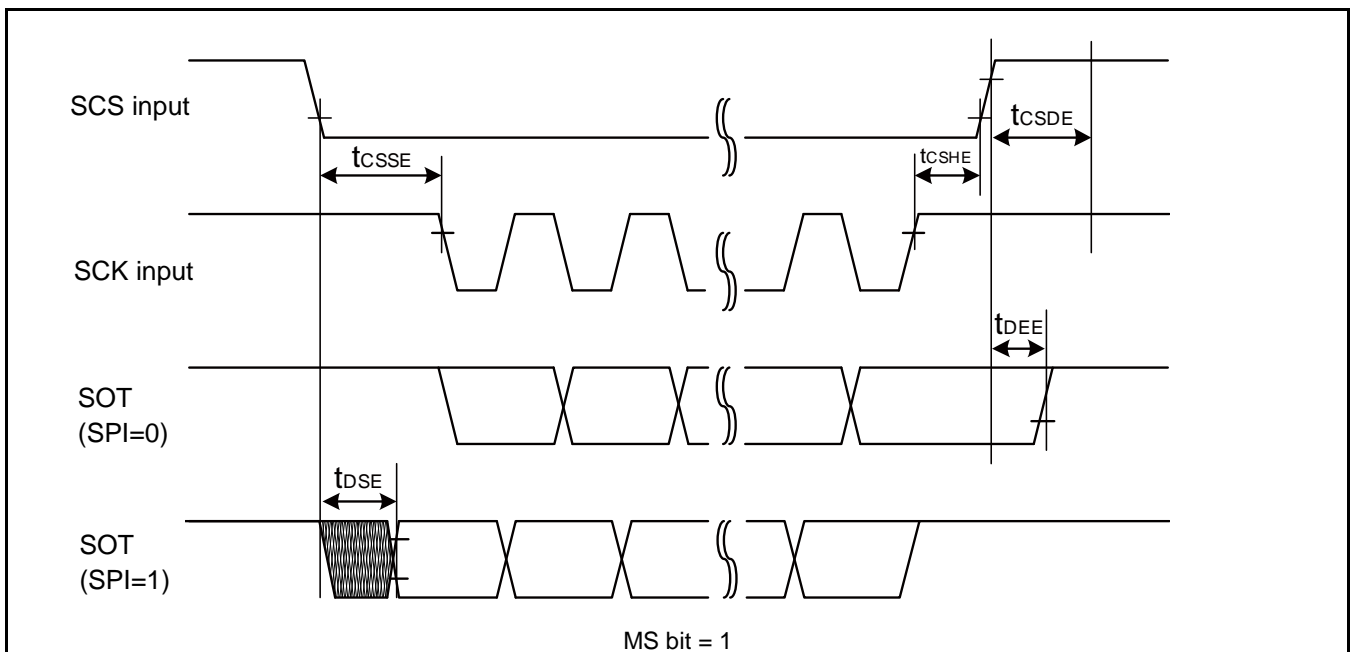 SCS input
tCSDE
tCSSE
tCSHE
SCK input
tDEE
SOT
(SPI=0)
tDSE
SOT
(SPI=1)
MS bit = 1